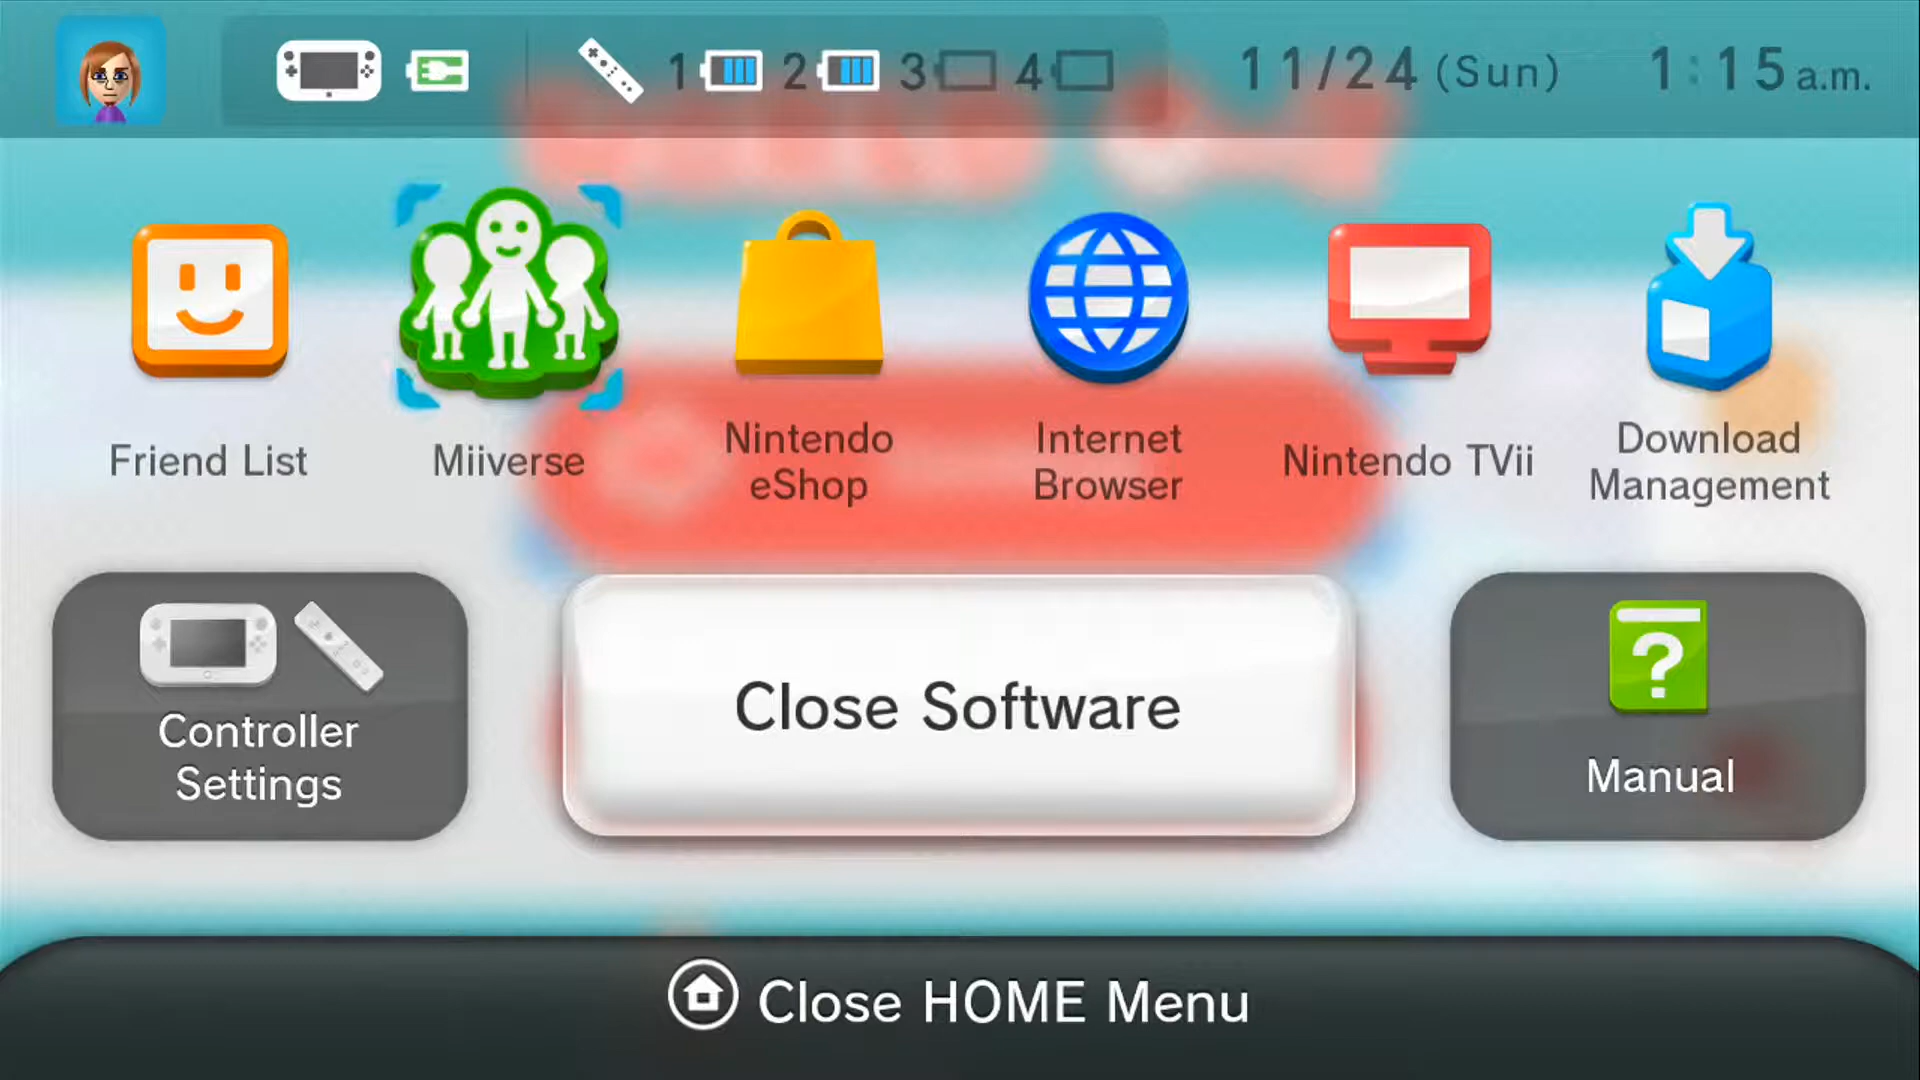 1 2 3 4 11/24 (Sun) 1:15 a.m.
Friend List
Miiverse
Nintendo
eShop
Internet
Browser
Nintendo TVii
Download
Management
Controller
Settings
Close Software
?
Manual
Close HOME Menu